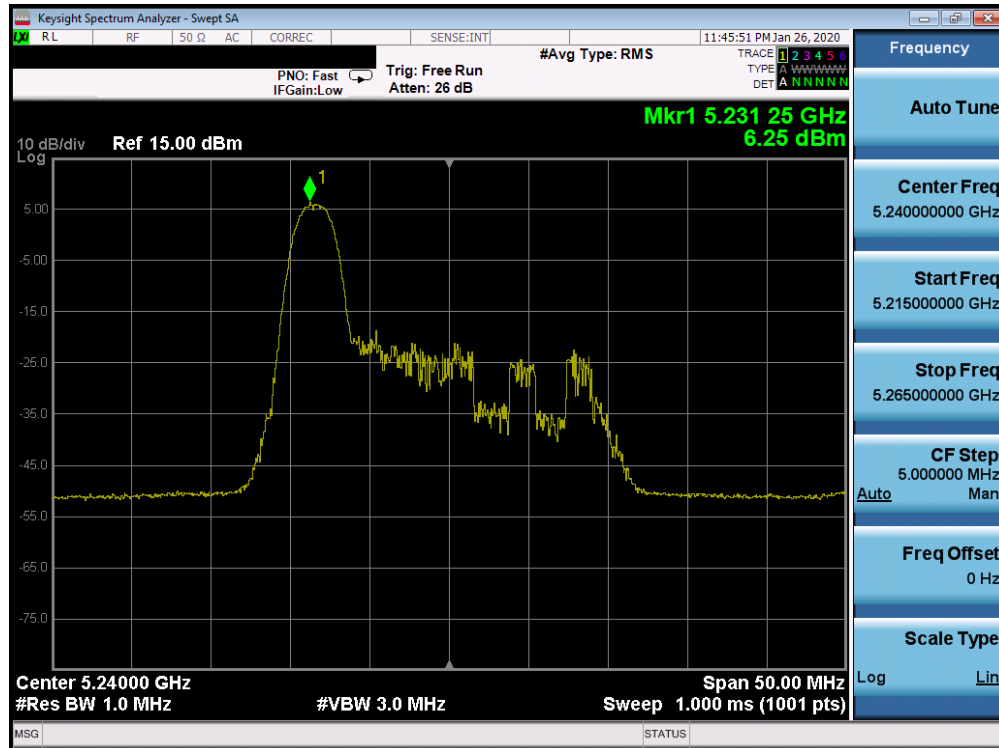 Keysight Spectrum Analyzer - Swept SA
LXI RL RF 50 Ω AC CORREC SENSE:INT 11:45:51 PM Jan 26, 2020
#Avg Type: RMS
TRACE 1 2 3 4 5 6
TYPE A WWWWW
DET A N N N N N
PNO: Fast
IFGain:Low
Trig: Free Run
Atten: 26 dB
Mkr1 5.231 25 GHz
6.25 dBm
10 dB/div
Log
Ref 15.00 dBm
1
5.00
-5.00
-15.0
-25.0
-35.0
-45.0
-55.0
-65.0
-75.0
Center 5.24000 GHz
#Res BW 1.0 MHz
#VBW 3.0 MHz
Span 50.00 MHz
Sweep 1.000 ms (1001 pts)
MSG
STATUS
Frequency
Auto Tune
Center Freq
5.240000000 GHz
Start Freq
5.215000000 GHz
Stop Freq
5.265000000 GHz
CF Step
5.000000 MHz
Auto Man
Freq Offset
0 Hz
Scale Type
Log Lin